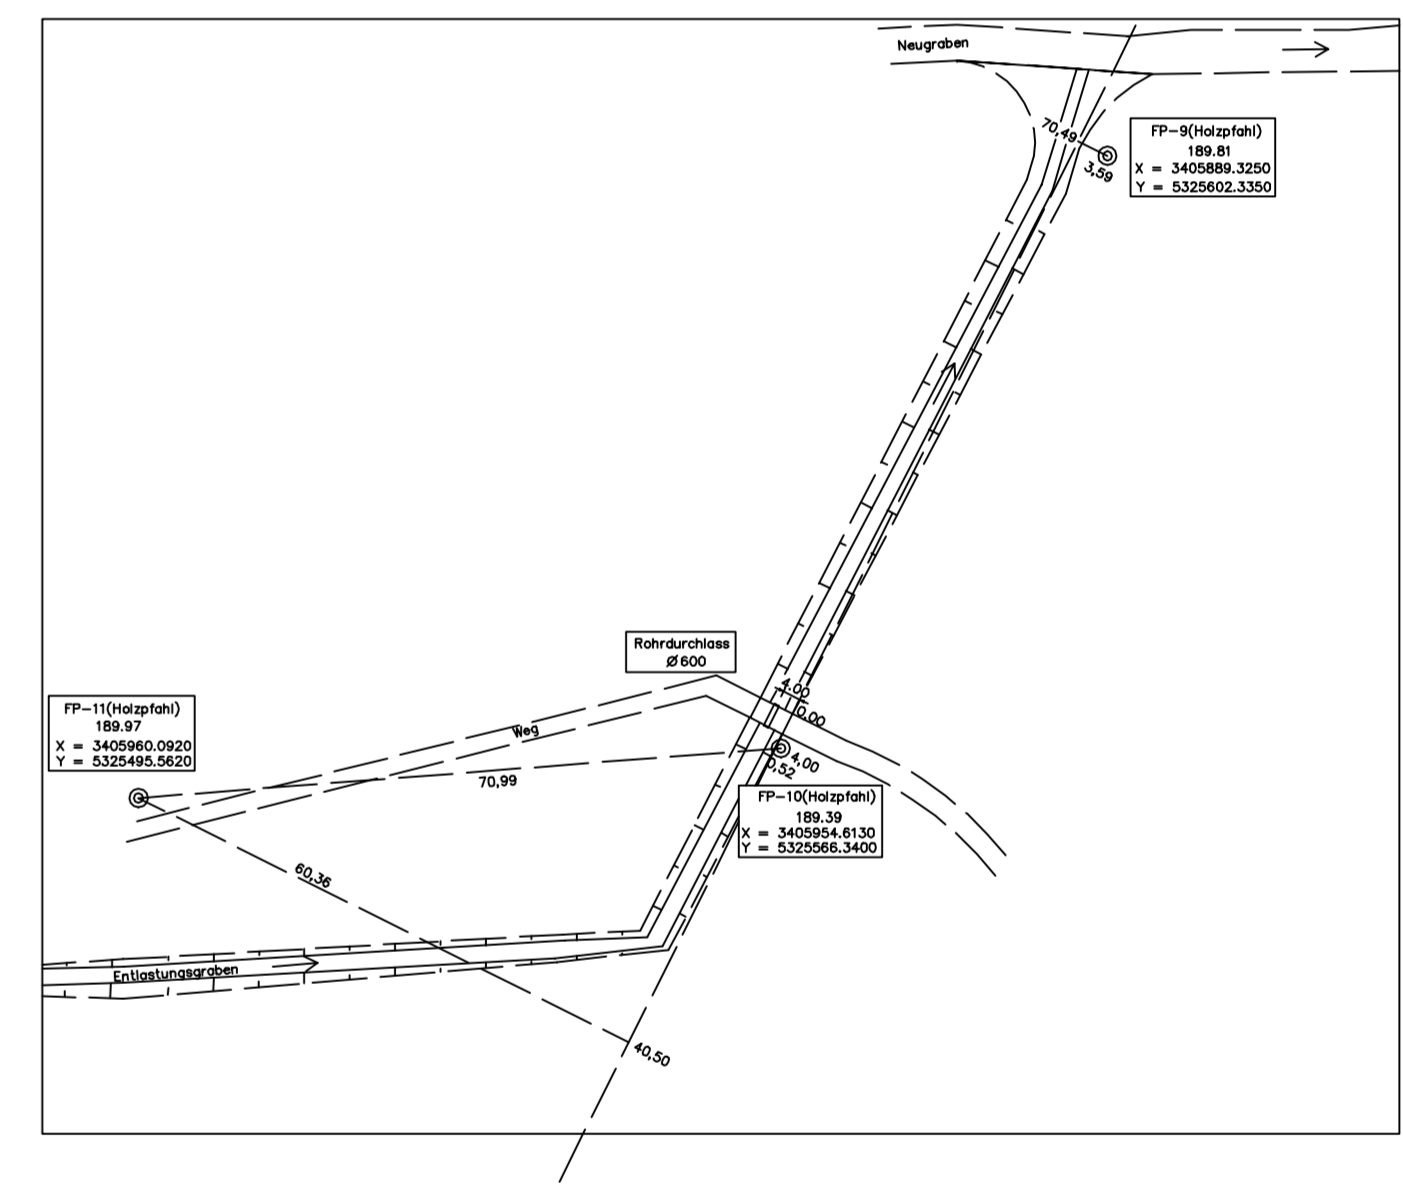 Neugraben
70,49
3,59
FP-9(Holzpfahl)
189.81
X = 3405889.3250
Y = 5325602.3350
Rohrdurchlass
Ø600
4.00
0.00
FP-11(Holzpfahl)
189.97
X = 3405960.0920
Y = 5325495.5620
Weg
70,99
4,00
0,52
FP-10(Holzpfahl)
189.39
X = 3405954.6130
Y = 5325566.3400
60,36
Entlastungsgraben
40,50